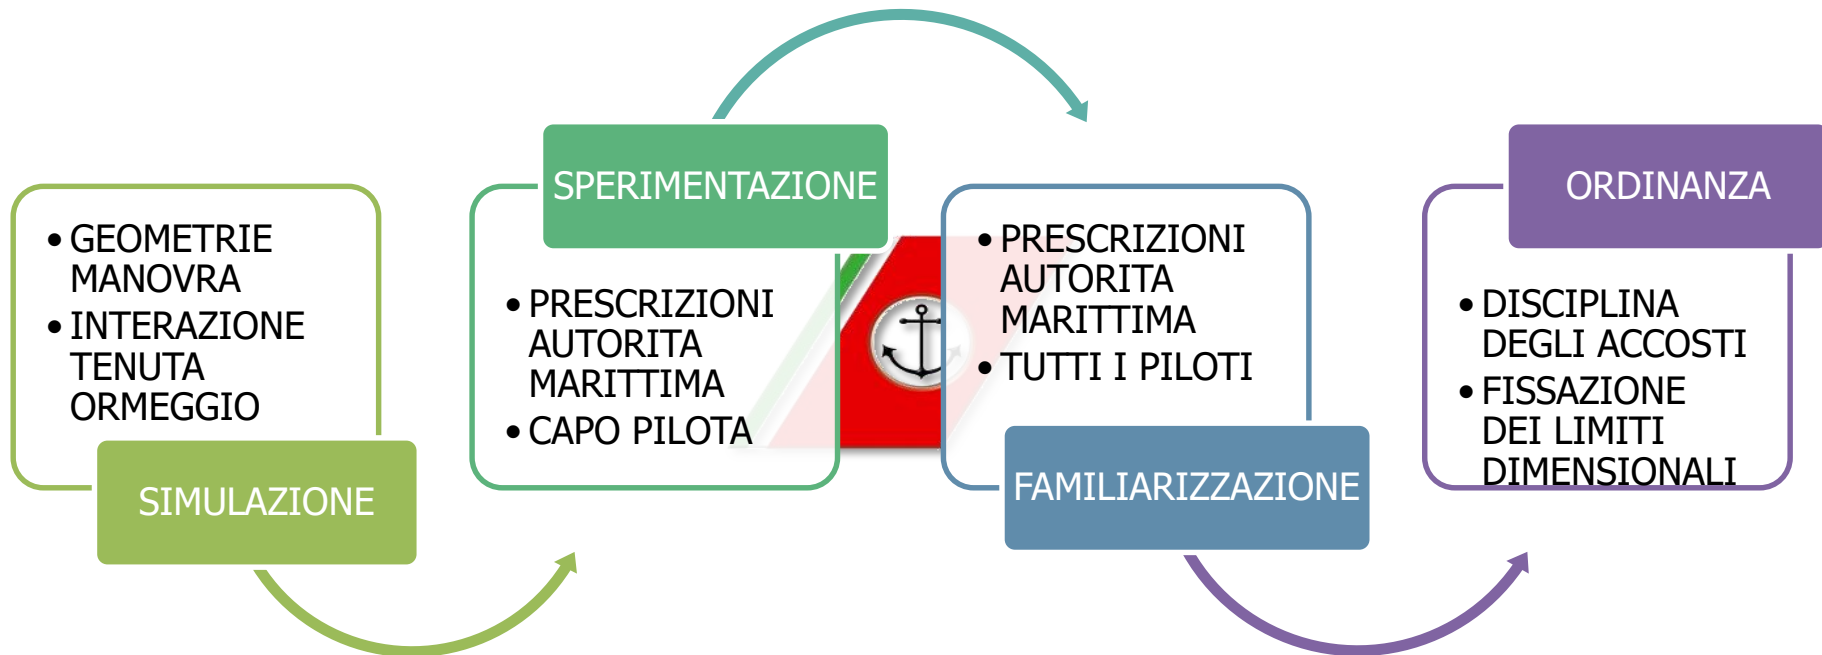 • GEOMETRIE
MANOVRA
• INTERAZIONE
TENUTA
ORMEGGIO
SIMULAZIONE
SPERIMENTAZIONE
• PRESCRIZIONI
AUTORITA
MARITTIMA
• CAPO PILOTA
• PRESCRIZIONI
AUTORITA
MARITTIMA
• TUTTI I PILOTI
FAMILIARIZZAZIONE
ORDINANZA
• DISCIPLINA
DEGLI ACCOSTI
• FISSAZIONE
DEI LIMITI
DIMENSIONALI